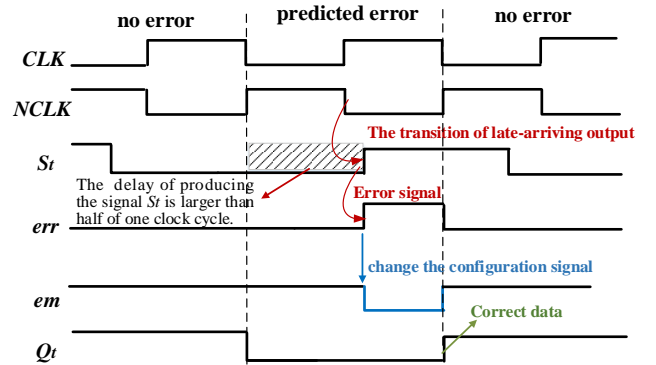 no error
predicted error
no error
CLK
NCLK
The transition of late-arriving output
St
The delay of producing
the signal St is larger than
half of one clock cycle.
Error signal
err
change the configuration signal
em
Correct data
Qt